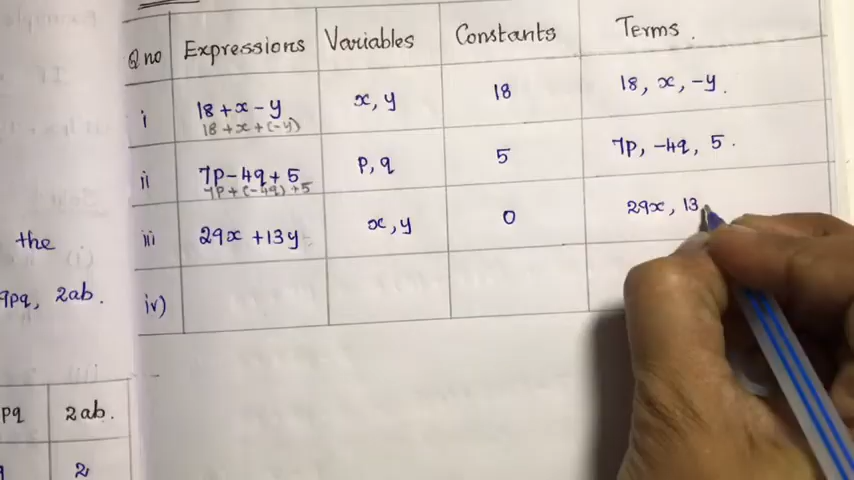 Q no Expressions Variables Constants Terms.
i 18 + x - y x, y 18 18, x, -y.
18 + x + (-y)
ii 7p - 4q + 5 p, q 5 7p, -4q, 5.
7p + (-4q) + 5
iii 29x + 13y x, y 0 29x, 13
iv)
the
9pq, 2ab.
pq 2ab.
2